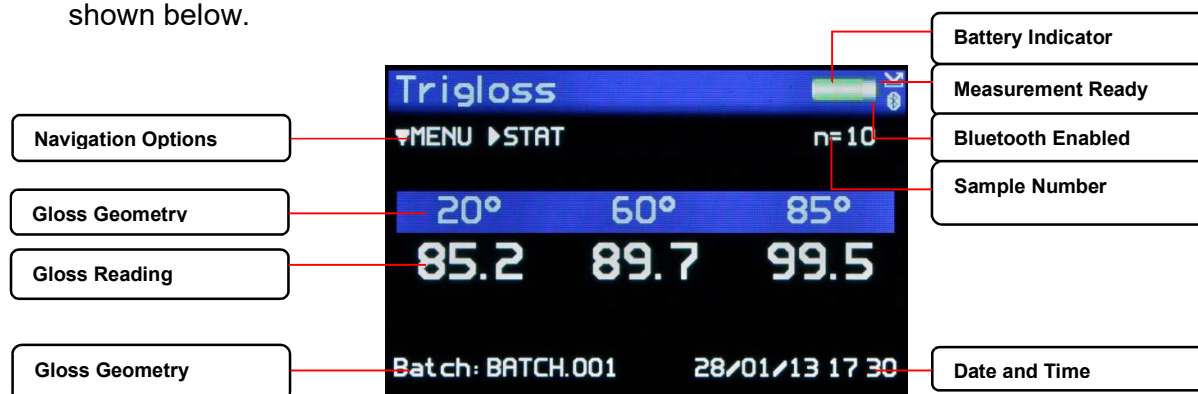 shown below.
Battery Indicator
Trigloss
Measurement Ready
Navigation Options
▼MENU ▶STAT
n=10
Bluetooth Enabled
Sample Number
Gloss Geometry
20° 60° 85°
Gloss Reading
85.2 89.7 99.5
Gloss Geometry
Batch: BATCH.001 28/01/13 17 30
Date and Time